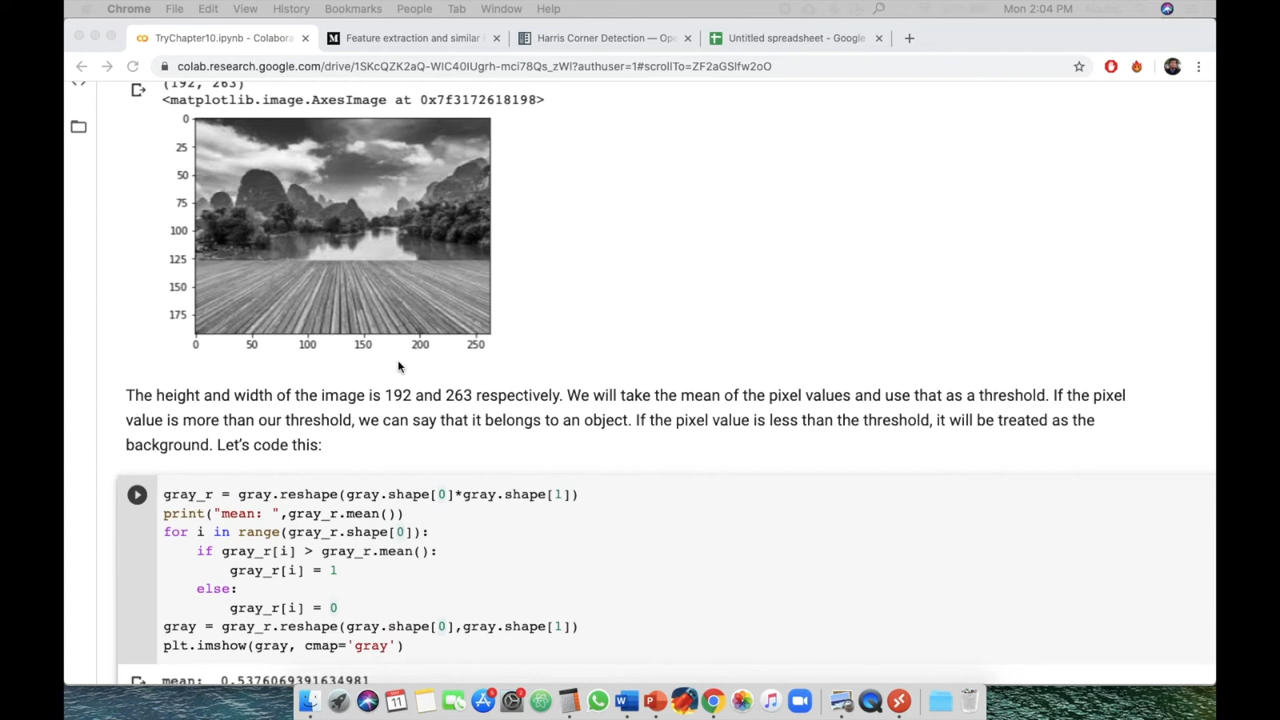 Chrome File Edit View History Bookmarks People Tab Window Help Mon 2:04 PM
TryChapter10.ipynb - Colabora Feature extraction and similar i Harris Corner Detection — Ope Untitled spreadsheet - Google
colab.research.google.com/drive/1SKcQZK2aQ-WlC40IUgrh-mci78Qs_zWl?authuser=1#scrollTo=ZF2aGSlfw2oO
(192, 263)
<matplotlib.image.AxesImage at 0x7f3172618198>
0
25
50
75
100
125
150
175
0 50 100 150 200 250
The height and width of the image is 192 and 263 respectively. We will take the mean of the pixel values and use that as a threshold. If the pixel
value is more than our threshold, we can say that it belongs to an object. If the pixel value is less than the threshold, it will be treated as the
background. Let’s code this:
gray_r = gray.reshape(gray.shape[0]*gray.shape[1])
print("mean: ",gray_r.mean())
for i in range(gray_r.shape[0]):
if gray_r[i] > gray_r.mean():
gray_r[i] = 1
else:
gray_r[i] = 0
gray = gray_r.reshape(gray.shape[0],gray.shape[1])
plt.imshow(gray, cmap='gray')
mean: 0.5376069391634981
11